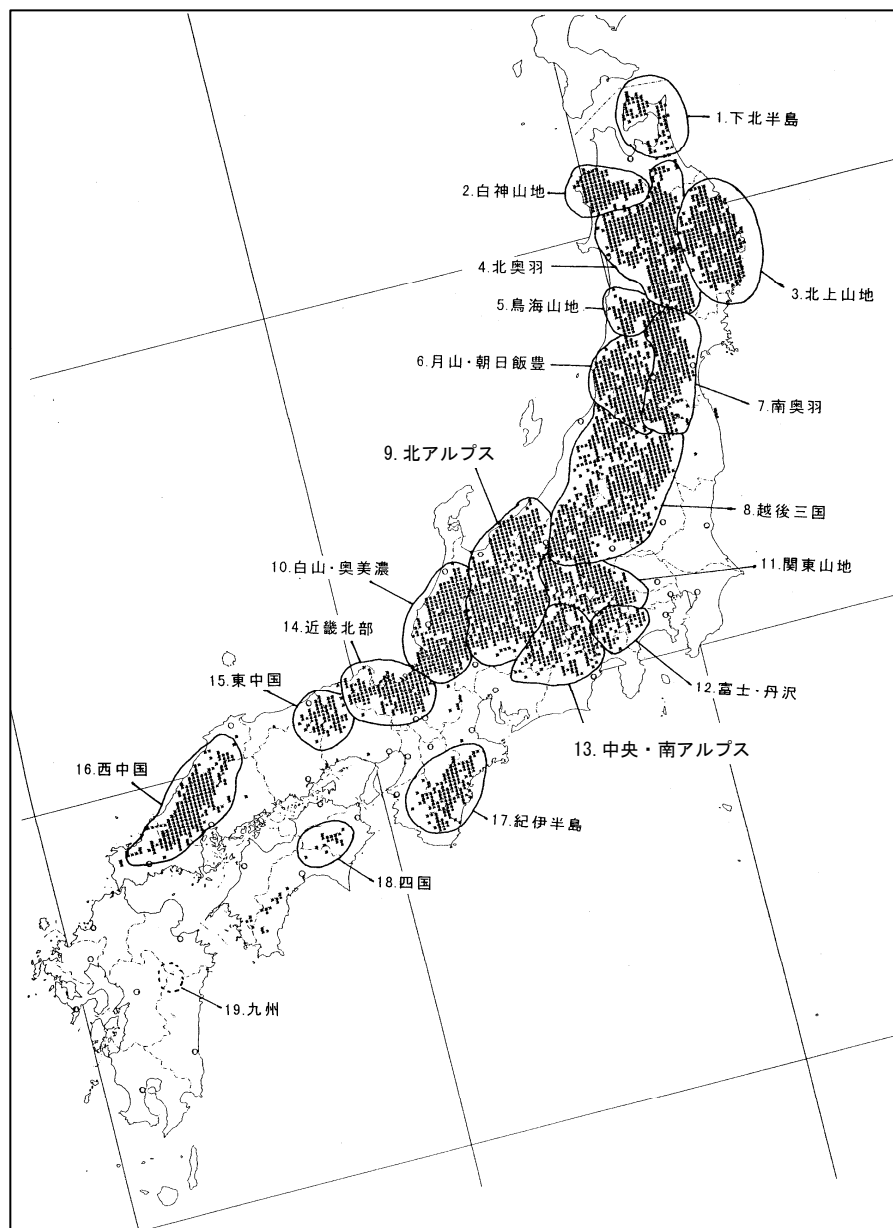 1.下北半島
2.白神山地
4.北奥羽
3.北上山地
5.鳥海山地
6.月山・朝日飯豊
7.南奥羽
9.北アルプス
8.越後三国
10.白山・奥美濃
11.関東山地
14.近畿北部
15.東中国
12.富士・丹沢
13.中央・南アルプス
16.西中国
17.紀伊半島
18.四国
19.九州